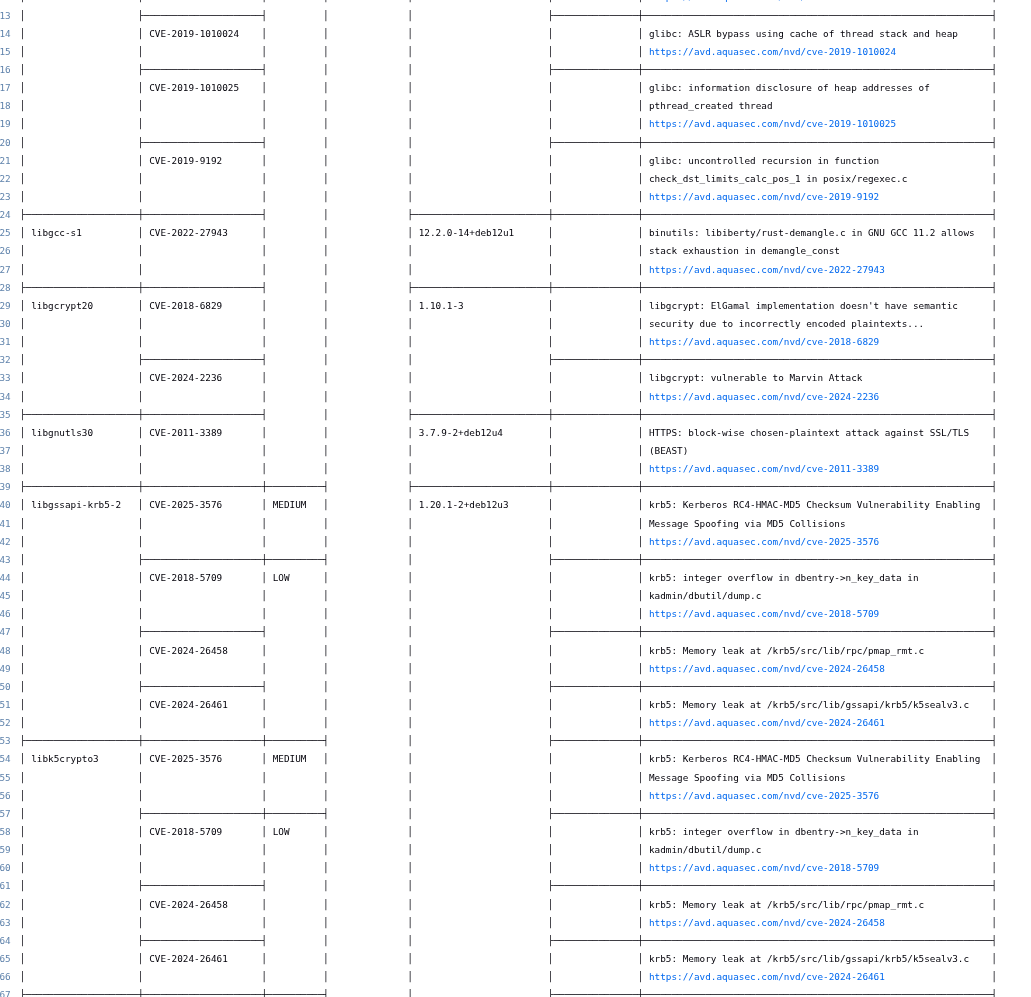 13
14 CVE-2019-1010024 glibc: ASLR bypass using cache of thread stack and heap
15 https://avd.aquasec.com/nvd/cve-2019-1010024
16
17 CVE-2019-1010025 glibc: information disclosure of heap addresses of
18 pthread_created thread
19 https://avd.aquasec.com/nvd/cve-2019-1010025
20
21 CVE-2019-9192 glibc: uncontrolled recursion in function
22 check_dst_limits_calc_pos_1 in posix/regexec.c
23 https://avd.aquasec.com/nvd/cve-2019-9192
24
25 libgcc-s1 CVE-2022-27943 12.2.0-14+deb12u1 binutils: libiberty/rust-demangle.c in GNU GCC 11.2 allows
26 stack exhaustion in demangle_const
27 https://avd.aquasec.com/nvd/cve-2022-27943
28
29 libgcrypt20 CVE-2018-6829 1.10.1-3 libgcrypt: ElGamal implementation doesn't have semantic
30 security due to incorrectly encoded plaintexts...
31 https://avd.aquasec.com/nvd/cve-2018-6829
32
33 CVE-2024-2236 libgcrypt: vulnerable to Marvin Attack
34 https://avd.aquasec.com/nvd/cve-2024-2236
35
36 libgnutls30 CVE-2011-3389 3.7.9-2+deb12u4 HTTPS: block-wise chosen-plaintext attack against SSL/TLS
37 (BEAST)
38 https://avd.aquasec.com/nvd/cve-2011-3389
39
40 libgssapi-krb5-2 CVE-2025-3576 MEDIUM 1.20.1-2+deb12u3 krb5: Kerberos RC4-HMAC-MD5 Checksum Vulnerability Enabling
41 Message Spoofing via MD5 Collisions
42 https://avd.aquasec.com/nvd/cve-2025-3576
43
44 CVE-2018-5709 LOW krb5: integer overflow in dbentry->n_key_data in
45 kadmin/dbutil/dump.c
46 https://avd.aquasec.com/nvd/cve-2018-5709
47
48 CVE-2024-26458 krb5: Memory leak at /krb5/src/lib/rpc/pmap_rmt.c
49 https://avd.aquasec.com/nvd/cve-2024-26458
50
51 CVE-2024-26461 krb5: Memory leak at /krb5/src/lib/gssapi/krb5/k5sealv3.c
52 https://avd.aquasec.com/nvd/cve-2024-26461
53
54 libk5crypto3 CVE-2025-3576 MEDIUM krb5: Kerberos RC4-HMAC-MD5 Checksum Vulnerability Enabling
55 Message Spoofing via MD5 Collisions
56 https://avd.aquasec.com/nvd/cve-2025-3576
57
58 CVE-2018-5709 LOW krb5: integer overflow in dbentry->n_key_data in
59 kadmin/dbutil/dump.c
60 https://avd.aquasec.com/nvd/cve-2018-5709
61
62 CVE-2024-26458 krb5: Memory leak at /krb5/src/lib/rpc/pmap_rmt.c
63 https://avd.aquasec.com/nvd/cve-2024-26458
64
65 CVE-2024-26461 krb5: Memory leak at /krb5/src/lib/gssapi/krb5/k5sealv3.c
66 https://avd.aquasec.com/nvd/cve-2024-26461
67